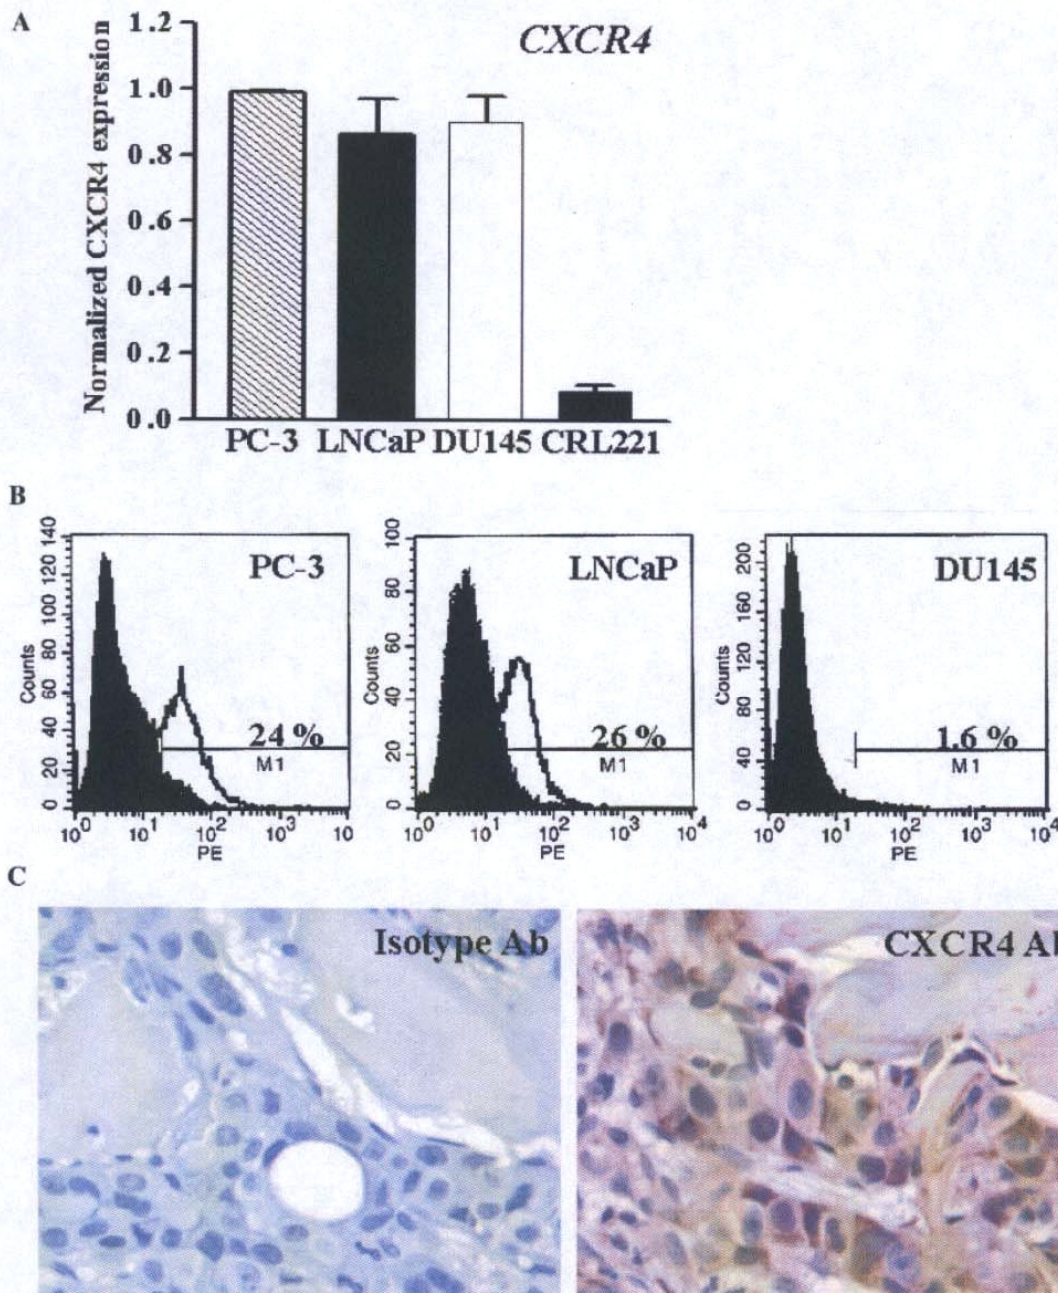 A
CXCR4
Normalized CXCR4 expression
1.2
1.0
0.8
0.6
0.4
0.2
0.0
PC-3 LNCaP DU145 CRL221
B
PC-3
Counts
140
120
100
80
60
40
20
0
24 %
M1
10^0 10^1 10^2 10^3 10
PE
LNCaP
Counts
100
80
60
40
20
0
26 %
M1
10^0 10^1 10^2 10^3 10^4
PE
DU145
Counts
200
160
120
80
40
0
1.6 %
M1
10^0 10^1 10^2 10^3 10^4
PE
C
Isotype Ab
CXCR4 Ab